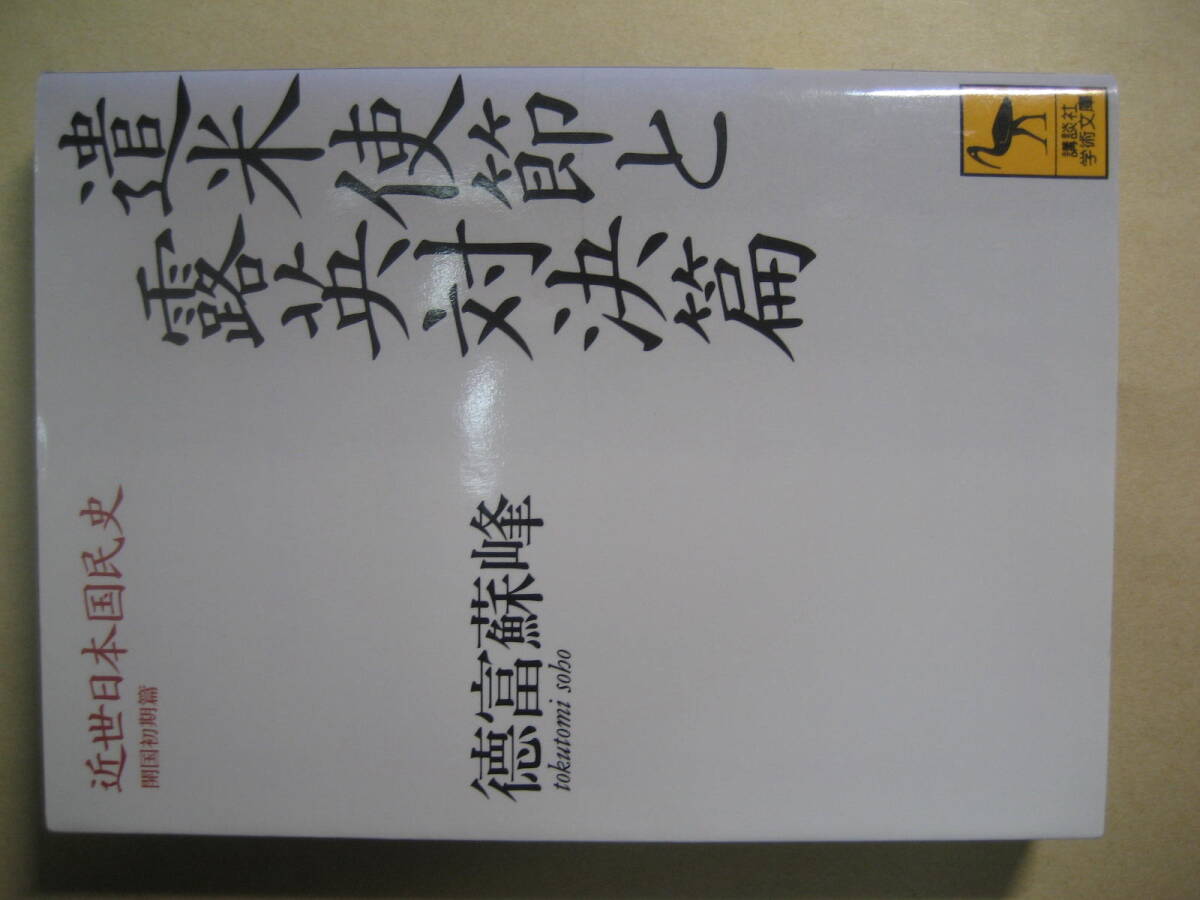 近世日本国民史
開国初期篇
遣米使節と
露英対決篇
徳富蘇峰
tokutomi soho
講談社
学術文庫